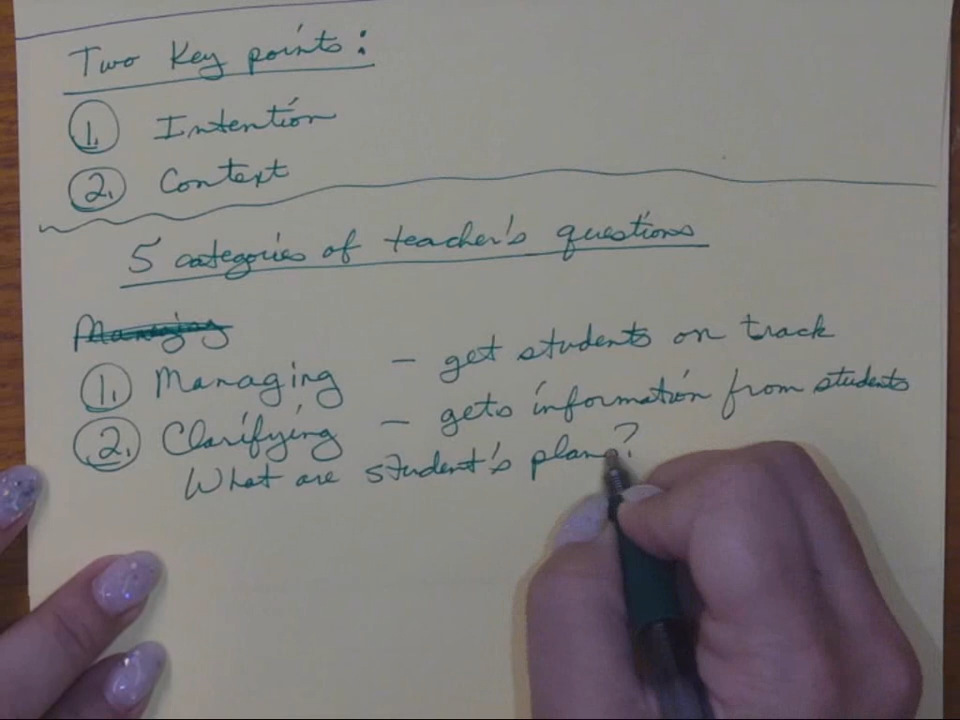 Two Key points:
1. Intention
2. Context
5 categories of teacher's questions
Managing
1. Managing - get students on track
2. Clarifying - gets information from students
What are student's plans?